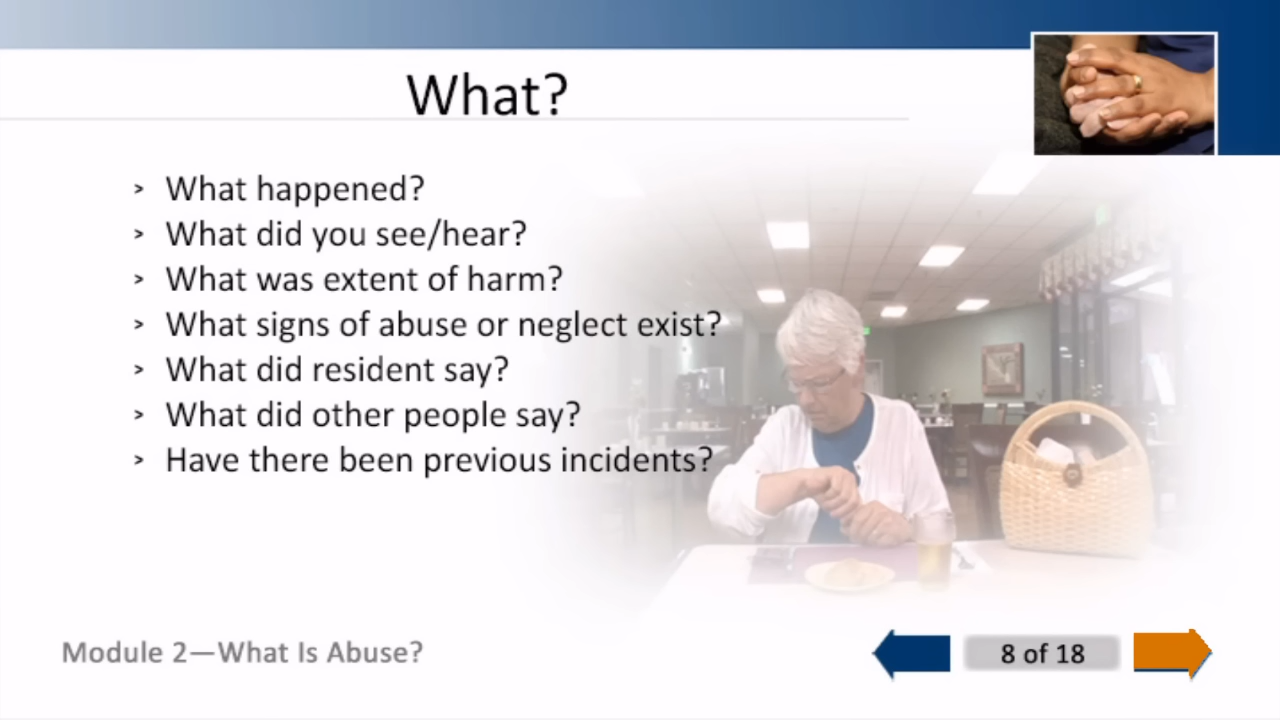 What?
> What happened?
> What did you see/hear?
> What was extent of harm?
> What signs of abuse or neglect exist?
> What did resident say?
> What did other people say?
> Have there been previous incidents?
Module 2—What Is Abuse?
8 of 18